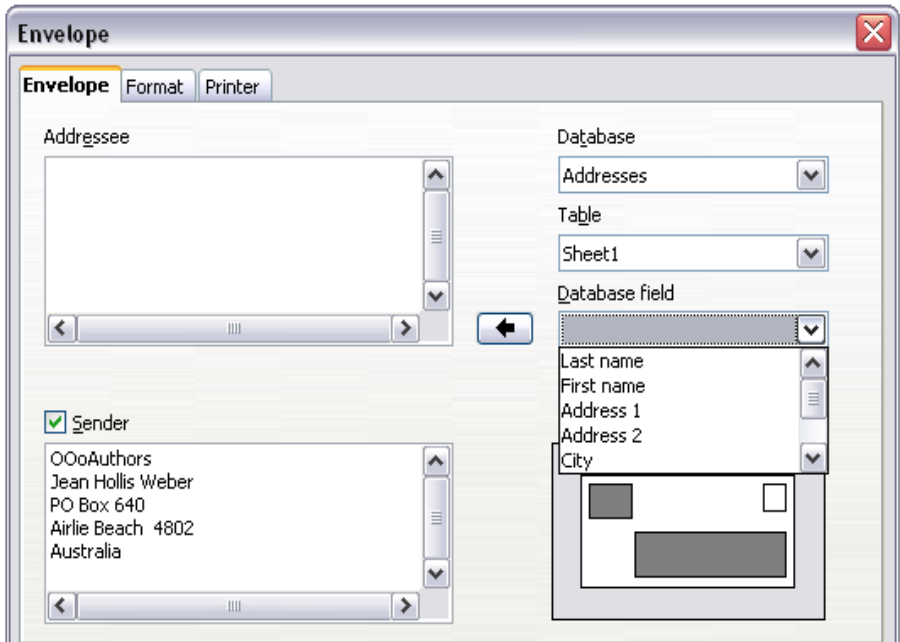 Envelope
Envelope Format Printer
Addressee
Database
Addresses
Table
Sheet1
Database field
Last name
First name
Address 1
Address 2
City
Sender
OOoAuthors
Jean Hollis Weber
PO Box 640
Airlie Beach  4802
Australia